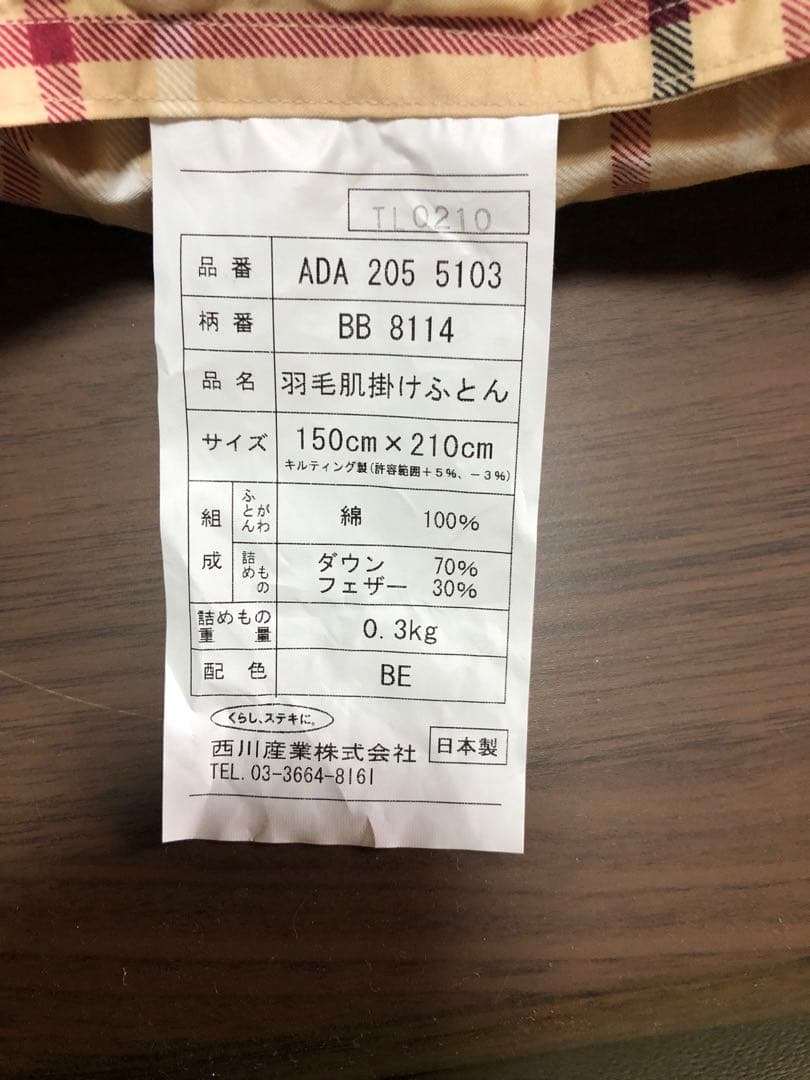 TL0210
品番 ADA 205 5103
柄番 BB 8114
品名 羽毛肌掛けふとん
サイズ 150cm×210cm
キルティング製(許容範囲+5%、-3%)
組成 ふとんがわ 綿 100%
詰めもの ダウン 70%
フェザー 30%
詰めもの重量 0.3kg
配色 BE
くらし、ステキに。
西川産業株式会社 日本製
TEL.03-3664-8161